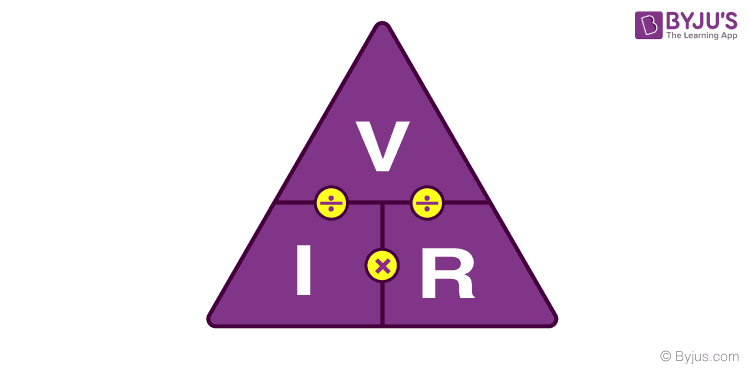 BYJU'S
The Learning App
V
÷ ÷
I × R
© Byjus.com